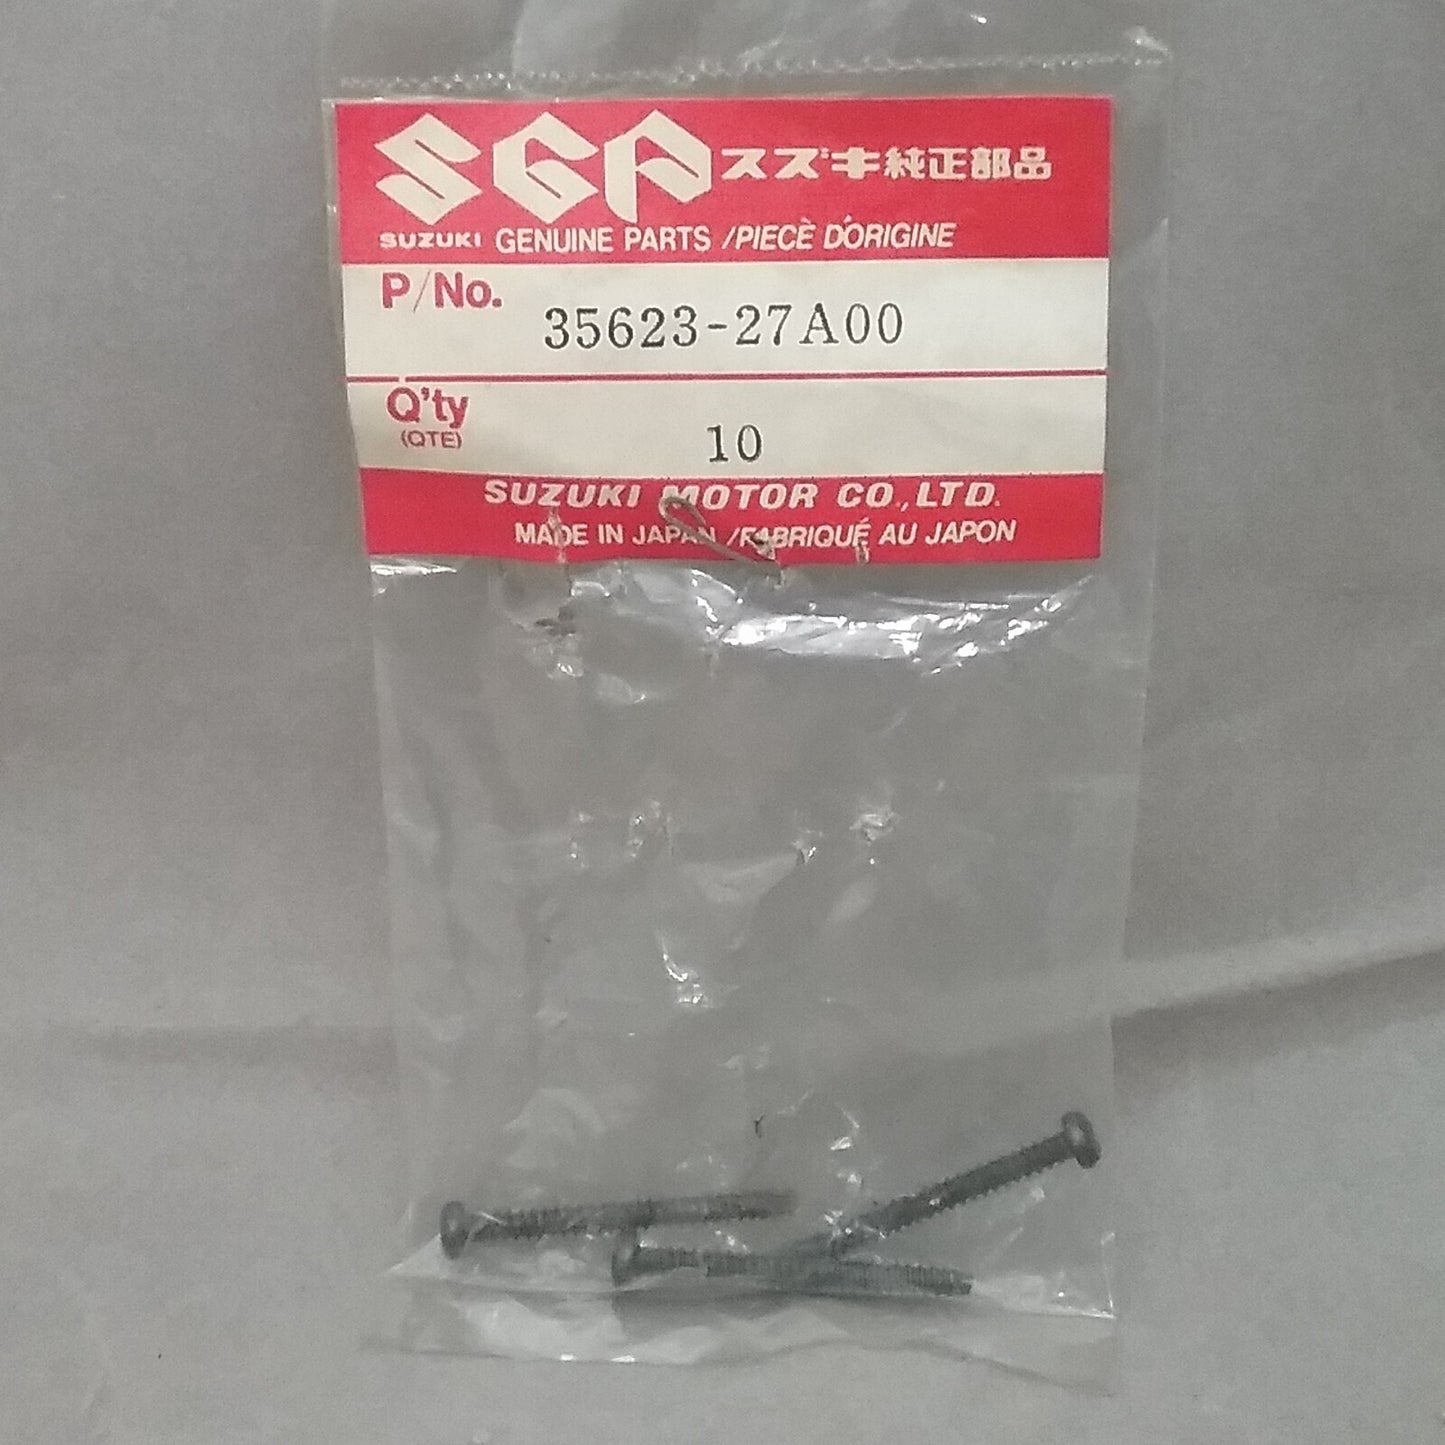 SGP スズキ純正部品
SUZUKI GENUINE PARTS /PIECÈ D'ORIGINE
P/No.
35623-27A00
Q'ty
(QTE)
10
SUZUKI MOTOR CO.,LTD.
MADE IN JAPAN /FABRIQUÉ AU JAPON